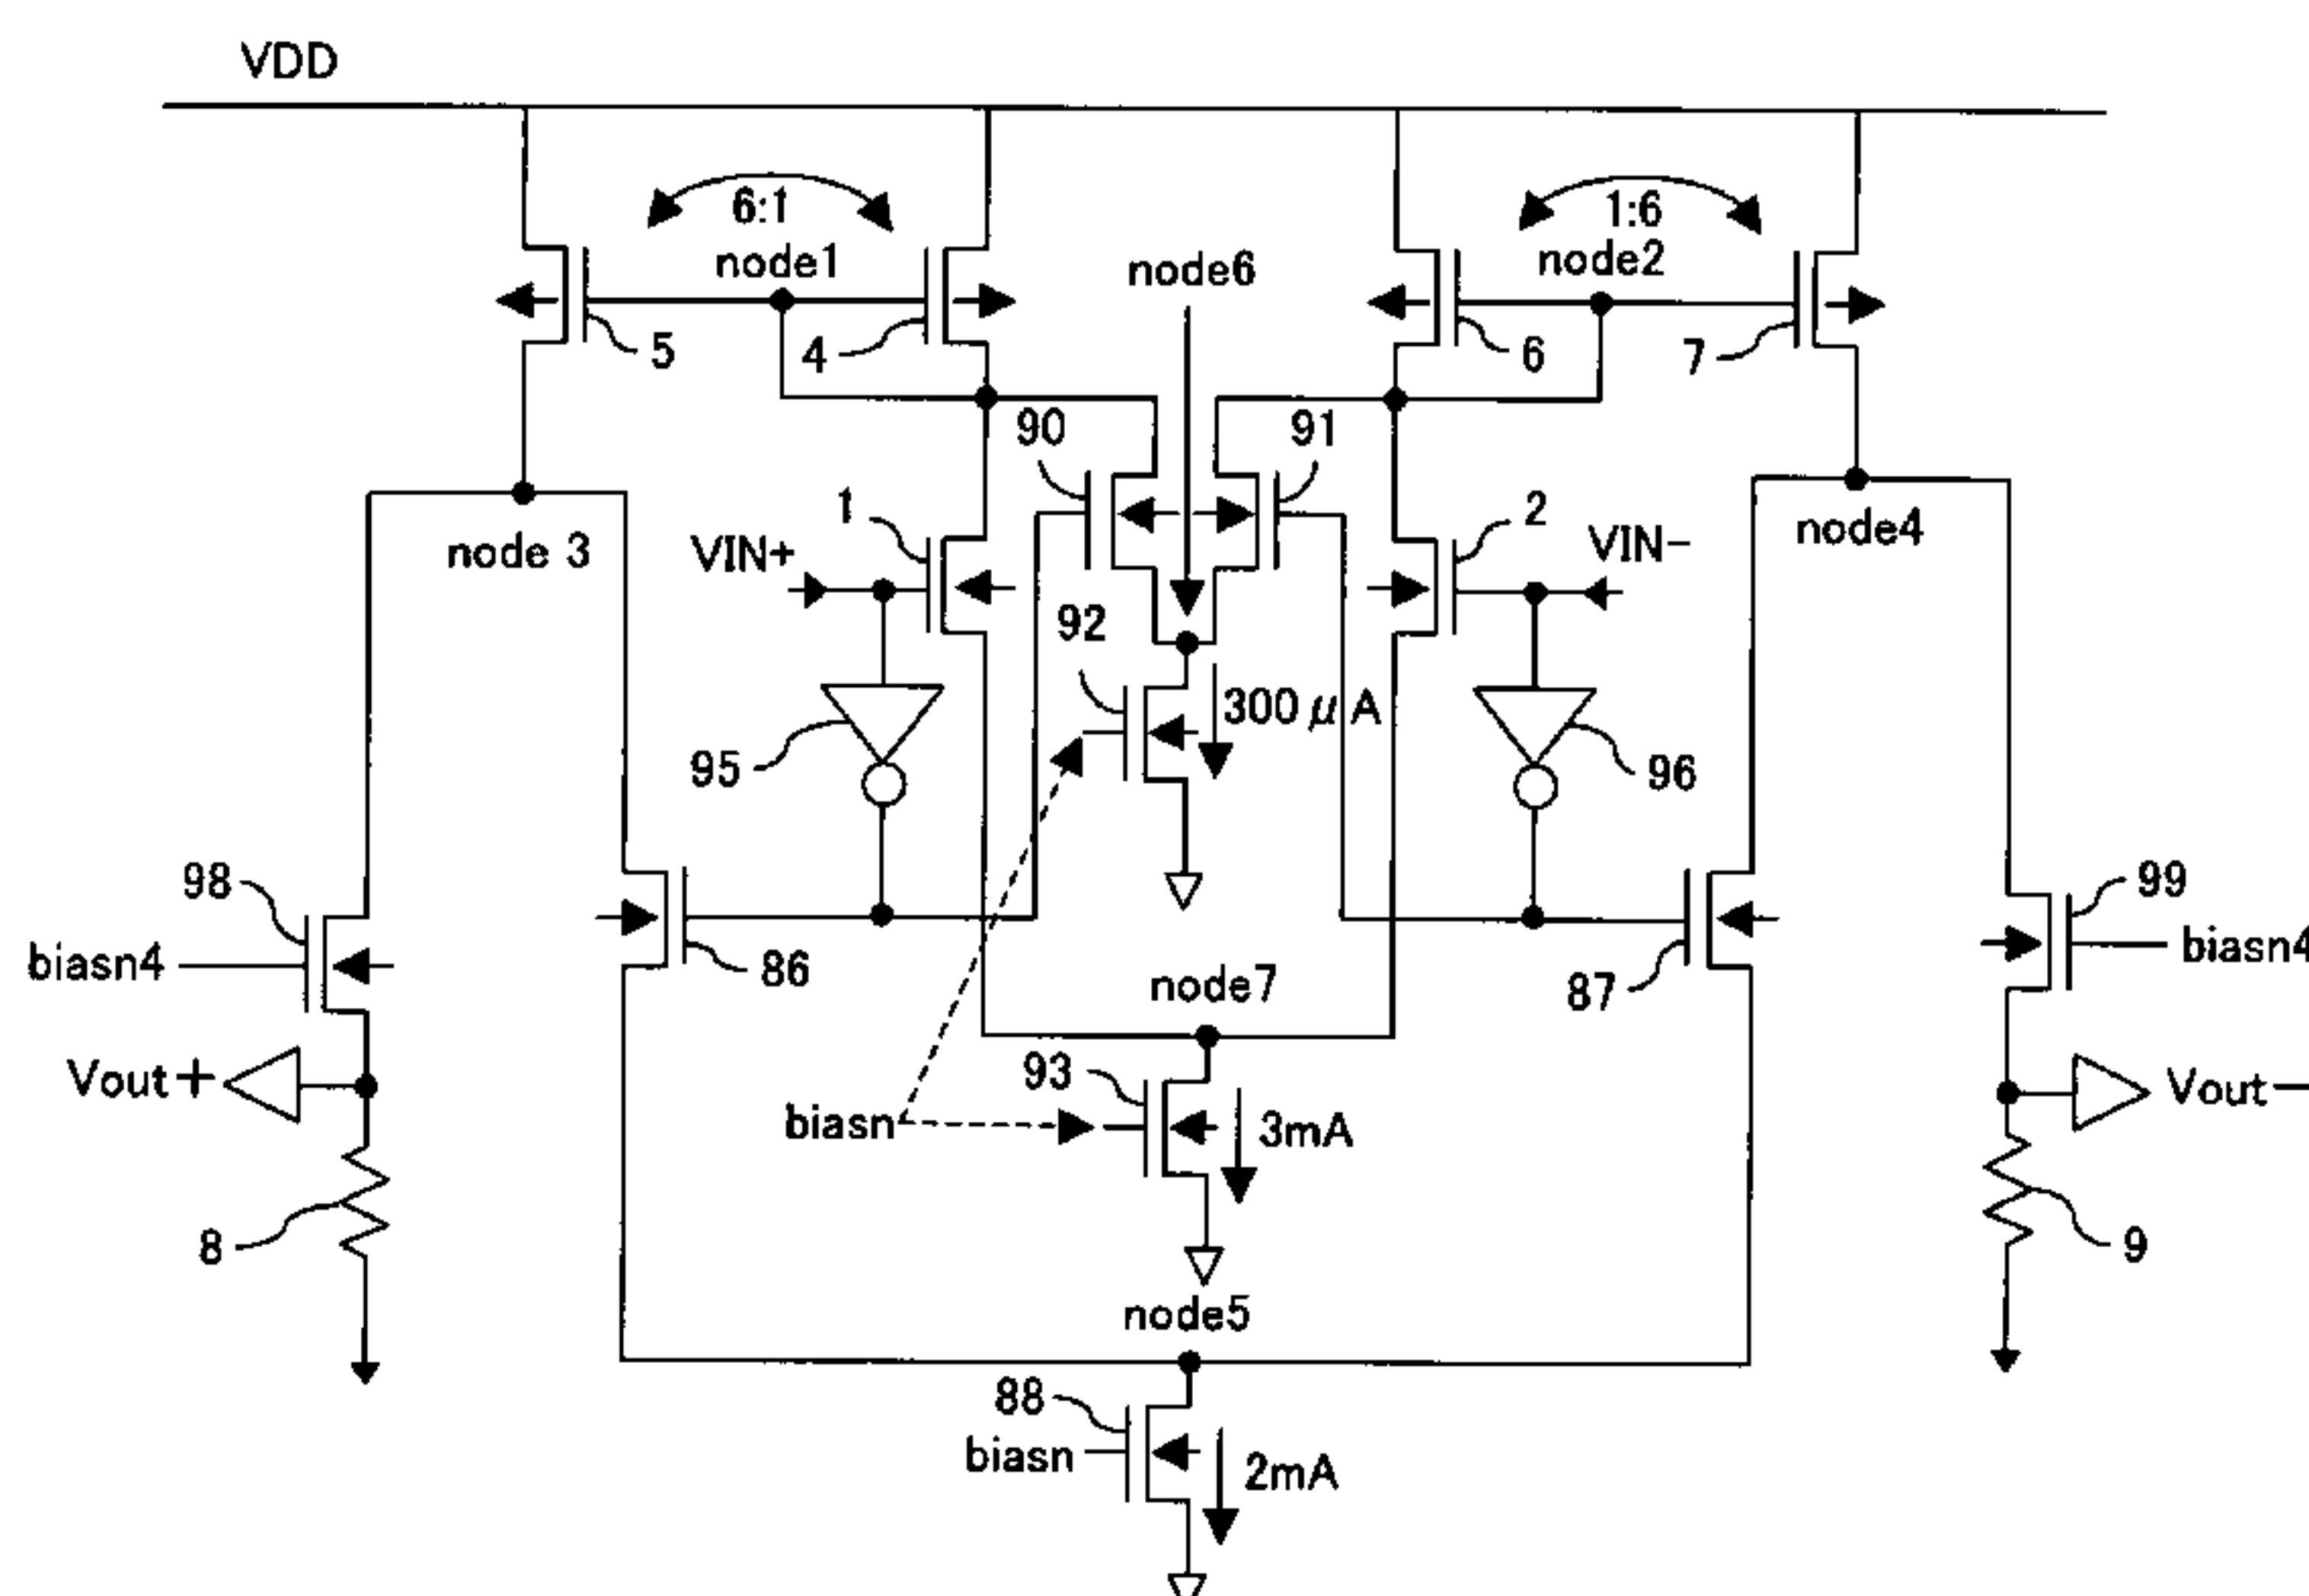 VDD
6:1
1:6
node1
node6
node2
5
4
6
7
90
91
1
2
VIN+
VIN−
node 3
node4
92
300μA
95
96
98
99
biasn4
86
87
biasn4
node7
93
Vout+
Vout−
biasn
3mA
8
9
node5
88
biasn
2mA